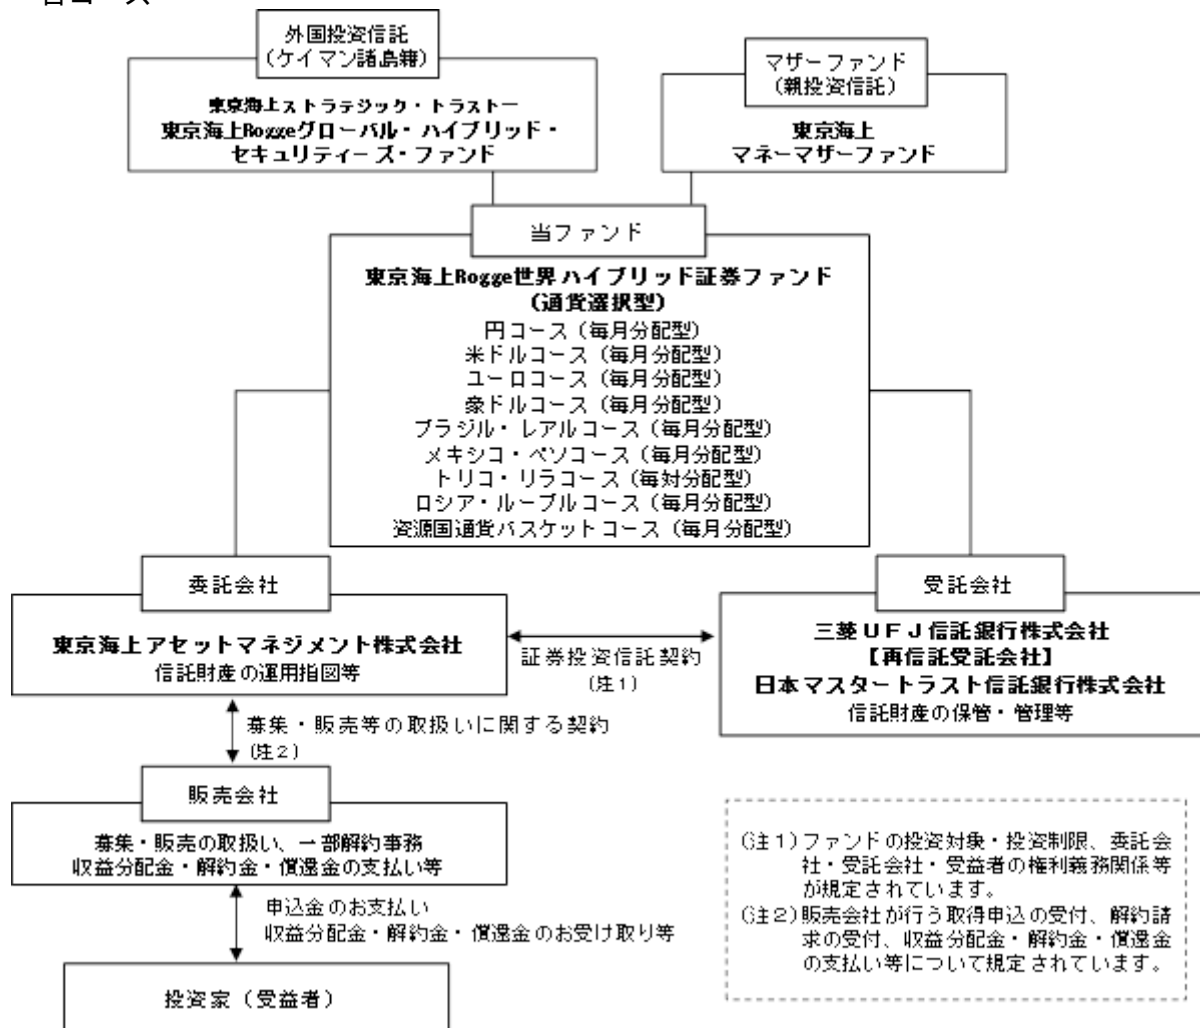 各コース
外国投資信託
(ケイマン諸島籍)
東京海上ストラテジック・トラスト－
東京海上Roggeグローバル・ハイブリッド・
セキュリティーズ・ファンド
マザーファンド
(親投資信託)
東京海上
マネーマザーファンド
当ファンド
東京海上Rogge世界ハイブリッド証券ファンド
(通貨選択型)
円コース（毎月分配型）
米ドルコース（毎月分配型）
ユーロコース（毎月分配型）
豪ドルコース（毎月分配型）
ブラジル・レアルコース（毎月分配型）
メキシコ・ペソコース（毎月分配型）
トリコ・リラコース（毎対分配型）
ロシア・ルーブルコース（毎月分配型）
資源国通貨バスケットコース（毎月分配型）
委託会社
東京海上アセットマネジメント株式会社
信託財産の運用指図等
証券投資信託契約
(注１)
受託会社
三菱ＵＦＪ信託銀行株式会社
【再信託受託会社】
日本マスタートラスト信託銀行株式会社
信託財産の保管・管理等
募集・販売等の取扱いに関する契約
(注２)
販売会社
募集・販売の取扱い、一部解約事務
収益分配金・解約金・償還金の支払い等
申込金のお支払い
収益分配金・解約金・償還金のお受け取り等
投資家（受益者）
(注１)ファンドの投資対象・投資制限、委託会
社・受託会社・受益者の権利義務関係等
が規定されています。
(注２)販売会社が行う取得申込の受付、解約請
求の受付、収益分配金・解約金・償還金
の支払い等について規定されています。